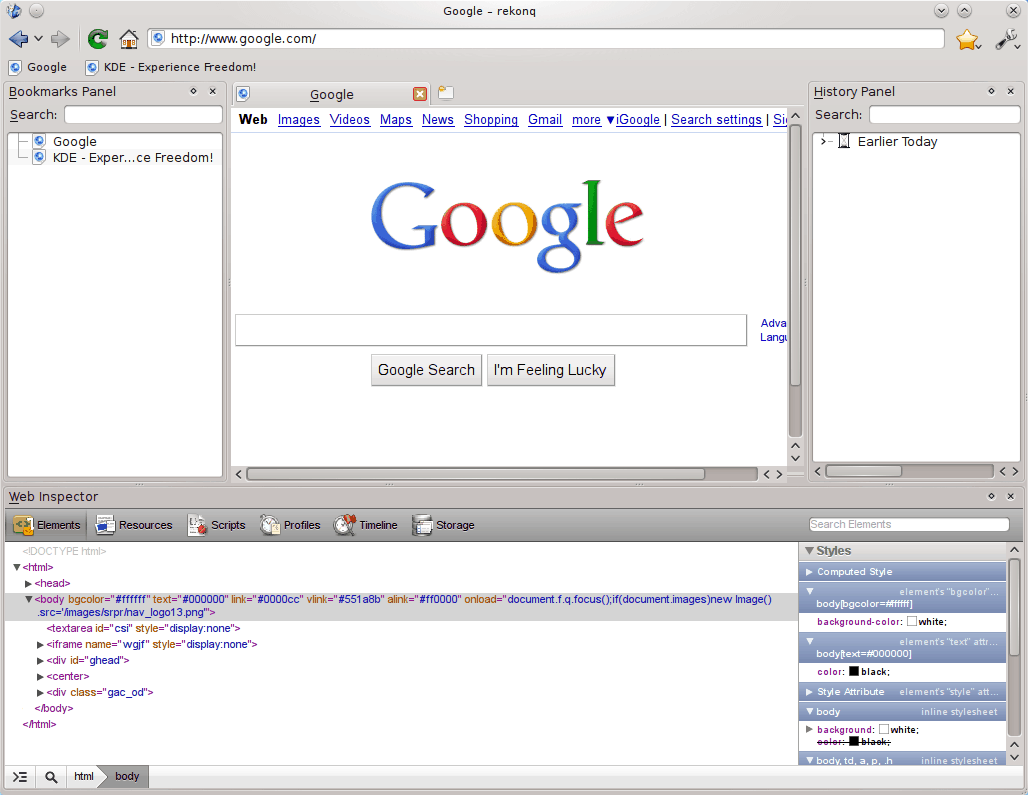 Google – rekonq
http://www.google.com/
Google
KDE - Experience Freedom!
Bookmarks Panel
Search:
Google
KDE - Exper...ce Freedom!
Google
Web Images Videos Maps News Shopping Gmail more ▼ iGoogle | Search settings | Si
Google
Adva
Langu
Google Search
I'm Feeling Lucky
History Panel
Search:
Earlier Today
Web Inspector
Elements
Resources
Scripts
Profiles
Timeline
Storage
Search Elements
<!DOCTYPE html>
▼<html>
▶<head>
▼<body bgcolor="#ffffff" text="#000000" link="#0000cc" vlink="#551a8b" alink="#ff0000" onload="document.f.q.focus();if(document.images)new Image()
.src='/images/srpr/nav_logo13.png'">
<textarea id="csi" style="display:none">
▶<iframe name="wgjf" style="display:none">
▶<div id="ghead">
▶<center>
▶<div class="gac_od">
</body>
</html>
▼Styles
▶ Computed Style
▼ element's "bgcolor"...
body[bgcolor=#ffffff]
background-color: white;
▼ element's "text" attr...
body[text=#000000]
color: black;
▶ Style Attribute element's "style" att...
▼ body inline stylesheet
▶ background: white;
color: black;
▼ body, td, a, p, .h inline stylesheet
html
body